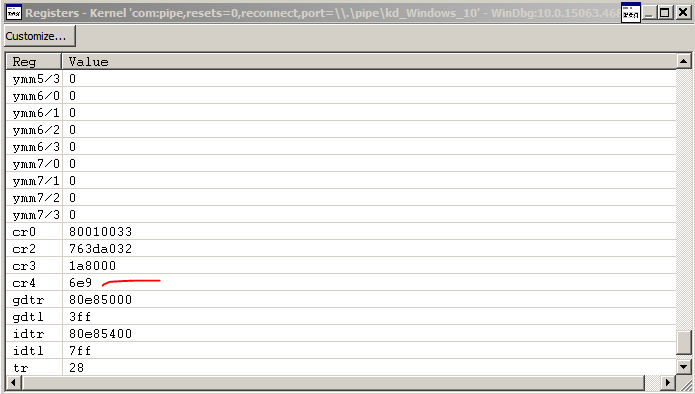 Registers - Kernel 'com:pipe,resets=0,reconnect,port=\\.\pipe\kd_Windows_10' - WinDbg:10.0.15063.46
Customize...
Reg Value
ymm5/3 0
ymm6/0 0
ymm6/1 0
ymm6/2 0
ymm6/3 0
ymm7/0 0
ymm7/1 0
ymm7/2 0
ymm7/3 0
cr0 80010033
cr2 763da032
cr3 1a8000
cr4 6e9
gdtr 80e85000
gdtl 3ff
idtr 80e85400
idtl 7ff
tr 28